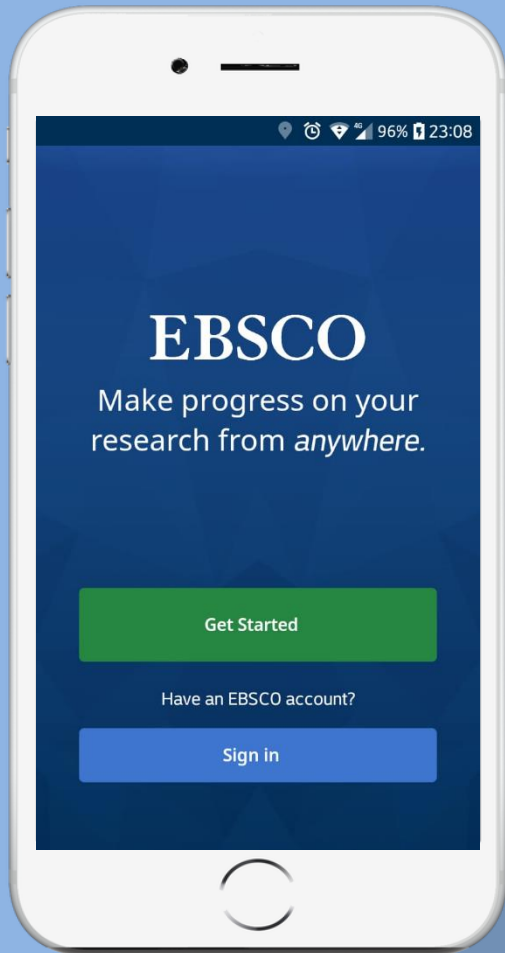 4G 96% 23:08
EBSCO
Make progress on your
research from anywhere.
Get Started
Have an EBSCO account?
Sign in